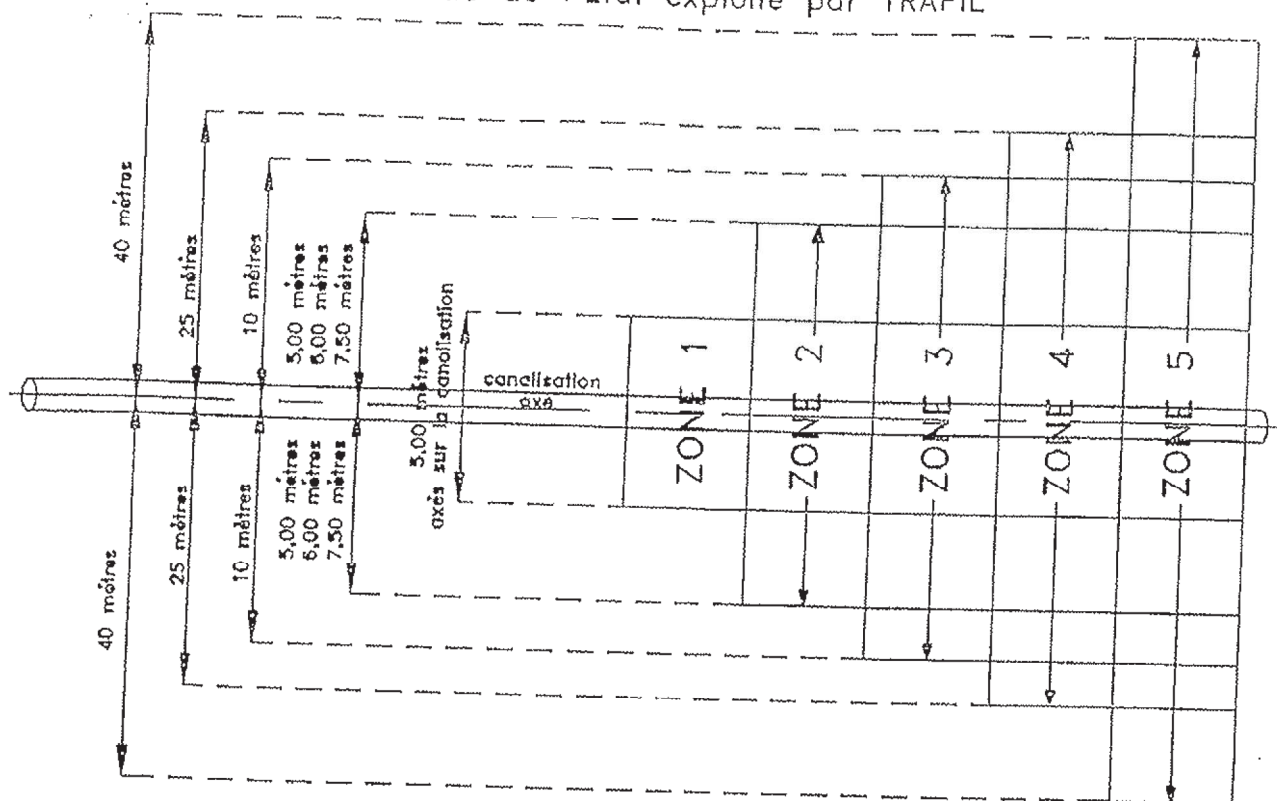 exploité par TRAPIL
40 mètres
25 mètres
10 mètres
5,00 mètres
6,00 mètres
7,50 mètres
5,00 mètres
axés sur la canalisation
canalisation
axe
40 mètres
25 mètres
10 mètres
5,00 mètres
6,00 mètres
7,50 mètres
ZONE 1
ZONE 2
ZONE 3
ZONE 4
ZONE 5